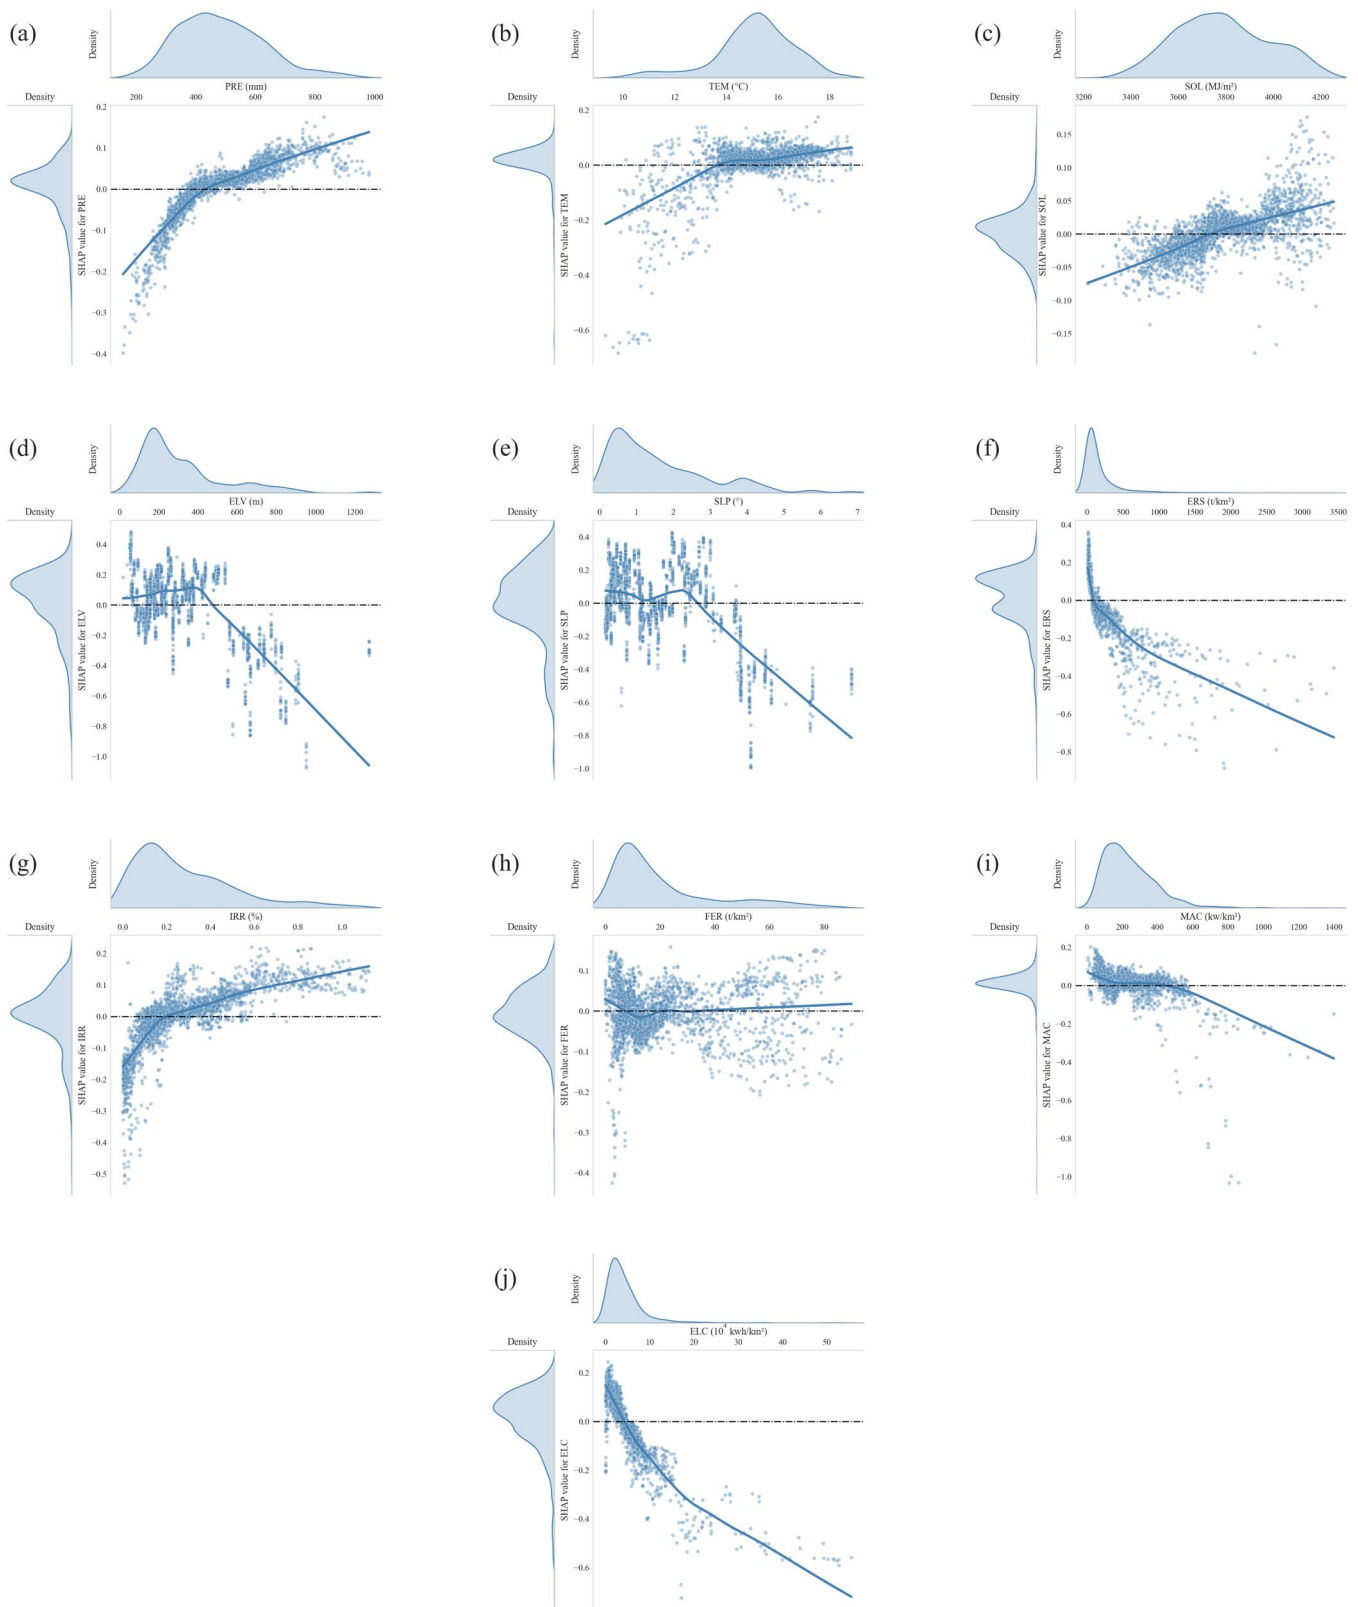 (a)
Density
PRE (mm)
Density
200 400 600 800 1000
SHAP value for PRE
0.2
0.1
0.0
−0.1
−0.2
−0.3
−0.4
(b)
Density
TEM (°C)
Density
10 12 14 16 18
SHAP value for TEM
0.2
0.0
−0.2
−0.4
−0.6
(c)
Density
SOL (MJ/m²)
Density
3200 3400 3600 3800 4000 4200
SHAP value for SOL
0.15
0.10
0.05
0.00
−0.05
−0.10
−0.15
(d)
Density
ELV (m)
Density
0 200 400 600 800 1000 1200
SHAP value for ELV
0.4
0.2
0.0
−0.2
−0.4
−0.6
−0.8
−1.0
(e)
Density
SLP (°)
Density
0 1 2 3 4 5 6 7
SHAP value for SLP
0.4
0.2
0.0
−0.2
−0.4
−0.6
−0.8
−1.0
(f)
Density
ERS (t/km²)
Density
0 500 1000 1500 2000 2500 3000 3500
SHAP value for ERS
0.4
0.2
0.0
−0.2
−0.4
−0.6
−0.8
(g)
Density
IRR (%)
Density
0.0 0.2 0.4 0.6 0.8 1.0
SHAP value for IRR
0.2
0.1
0.0
−0.1
−0.2
−0.3
−0.4
−0.5
(h)
Density
FER (t/km²)
Density
0 20 40 60 80
SHAP value for FER
0.1
0.0
−0.1
−0.2
−0.3
−0.4
(i)
Density
MAC (kw/km²)
Density
0 200 400 600 800 1000 1200 1400
SHAP value for MAC
0.2
0.0
−0.2
−0.4
−0.6
−0.8
−1.0
(j)
Density
ELC (10⁴ kwh/km²)
Density
0 10 20 30 40 50
SHAP value for ELC
0.2
0.0
−0.2
−0.4
−0.6